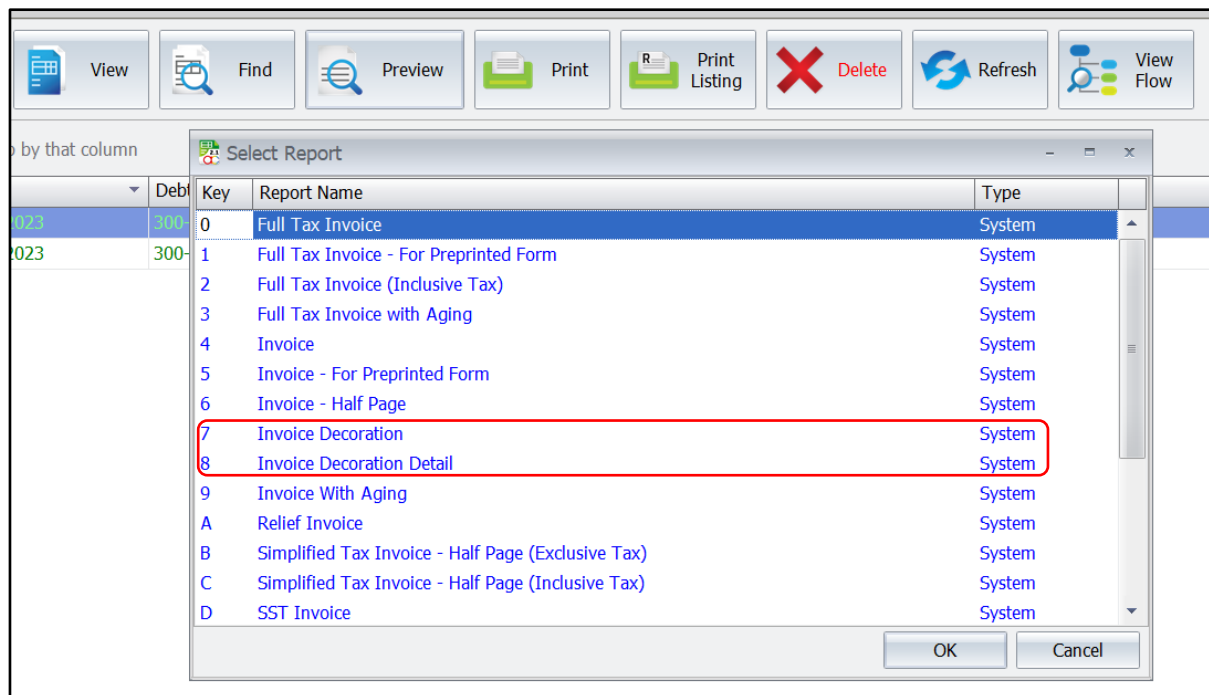 View
Find
Preview
Print
Print
Listing
Delete
Refresh
View
Flow
by that column
Select Report
Debt
Key
Report Name
Type
2023
300-
0
Full Tax Invoice
System
2023
300-
1
Full Tax Invoice - For Preprinted Form
System
2
Full Tax Invoice (Inclusive Tax)
System
3
Full Tax Invoice with Aging
System
4
Invoice
System
5
Invoice - For Preprinted Form
System
6
Invoice - Half Page
System
7
Invoice Decoration
System
8
Invoice Decoration Detail
System
9
Invoice With Aging
System
A
Relief Invoice
System
B
Simplified Tax Invoice - Half Page (Exclusive Tax)
System
C
Simplified Tax Invoice - Half Page (Inclusive Tax)
System
D
SST Invoice
System
OK
Cancel